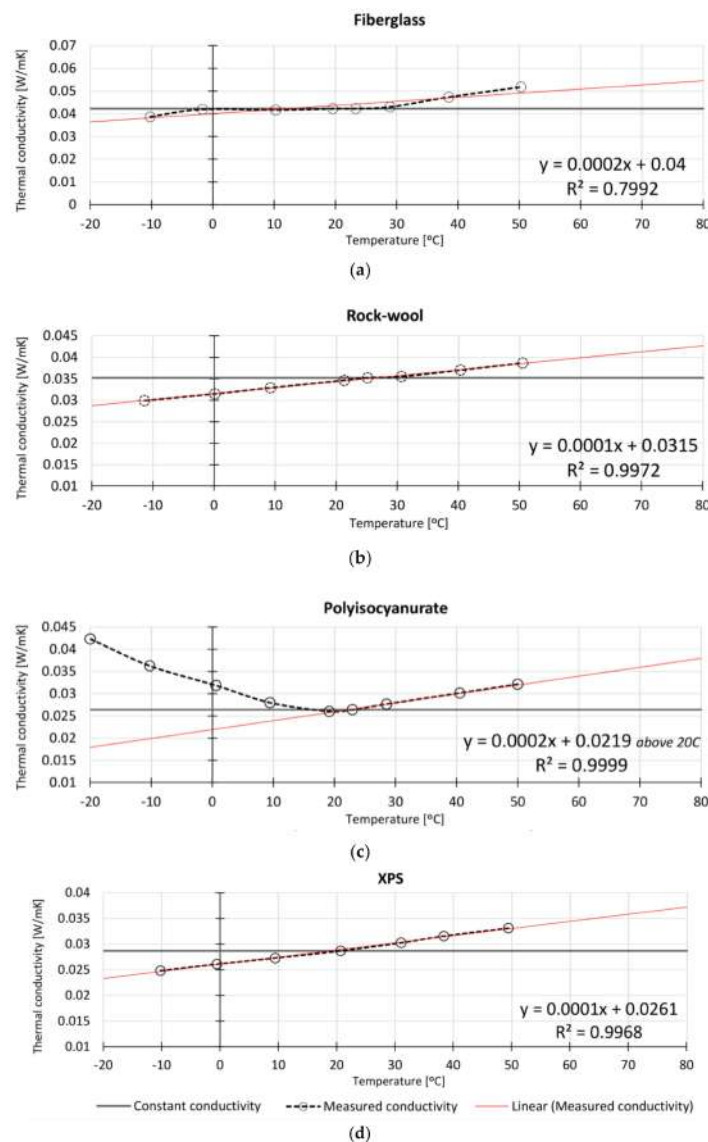 Fiberglass
Thermal conductivity [W/mK]
0.07
0.06
0.05
0.04
0.03
0.02
0.01
0
-20 -10 0 10 20 30 40 50 60 70 80
Temperature [°C]
y = 0.0002x + 0.04
R² = 0.7992
(a)
Rock-wool
Thermal conductivity [W/mK]
0.045
0.04
0.035
0.03
0.025
0.02
0.015
0.01
-20 -10 0 10 20 30 40 50 60 70 80
Temperature [°C]
y = 0.0001x + 0.0315
R² = 0.9972
(b)
Polyisocyanurate
Thermal conductivity [W/mK]
0.045
0.04
0.035
0.03
0.025
0.02
0.015
0.01
-20 -10 0 10 20 30 40 50 60 70 80
Temperature [°C]
y = 0.0002x + 0.0219 above 20C
R² = 0.9999
(c)
XPS
Thermal conductivity [W/mK]
0.04
0.035
0.03
0.025
0.02
0.015
0.01
-20 -10 0 10 20 30 40 50 60 70 80
Temperature [°C]
y = 0.0001x + 0.0261
R² = 0.9968
Constant conductivity Measured conductivity Linear (Measured conductivity)
(d)